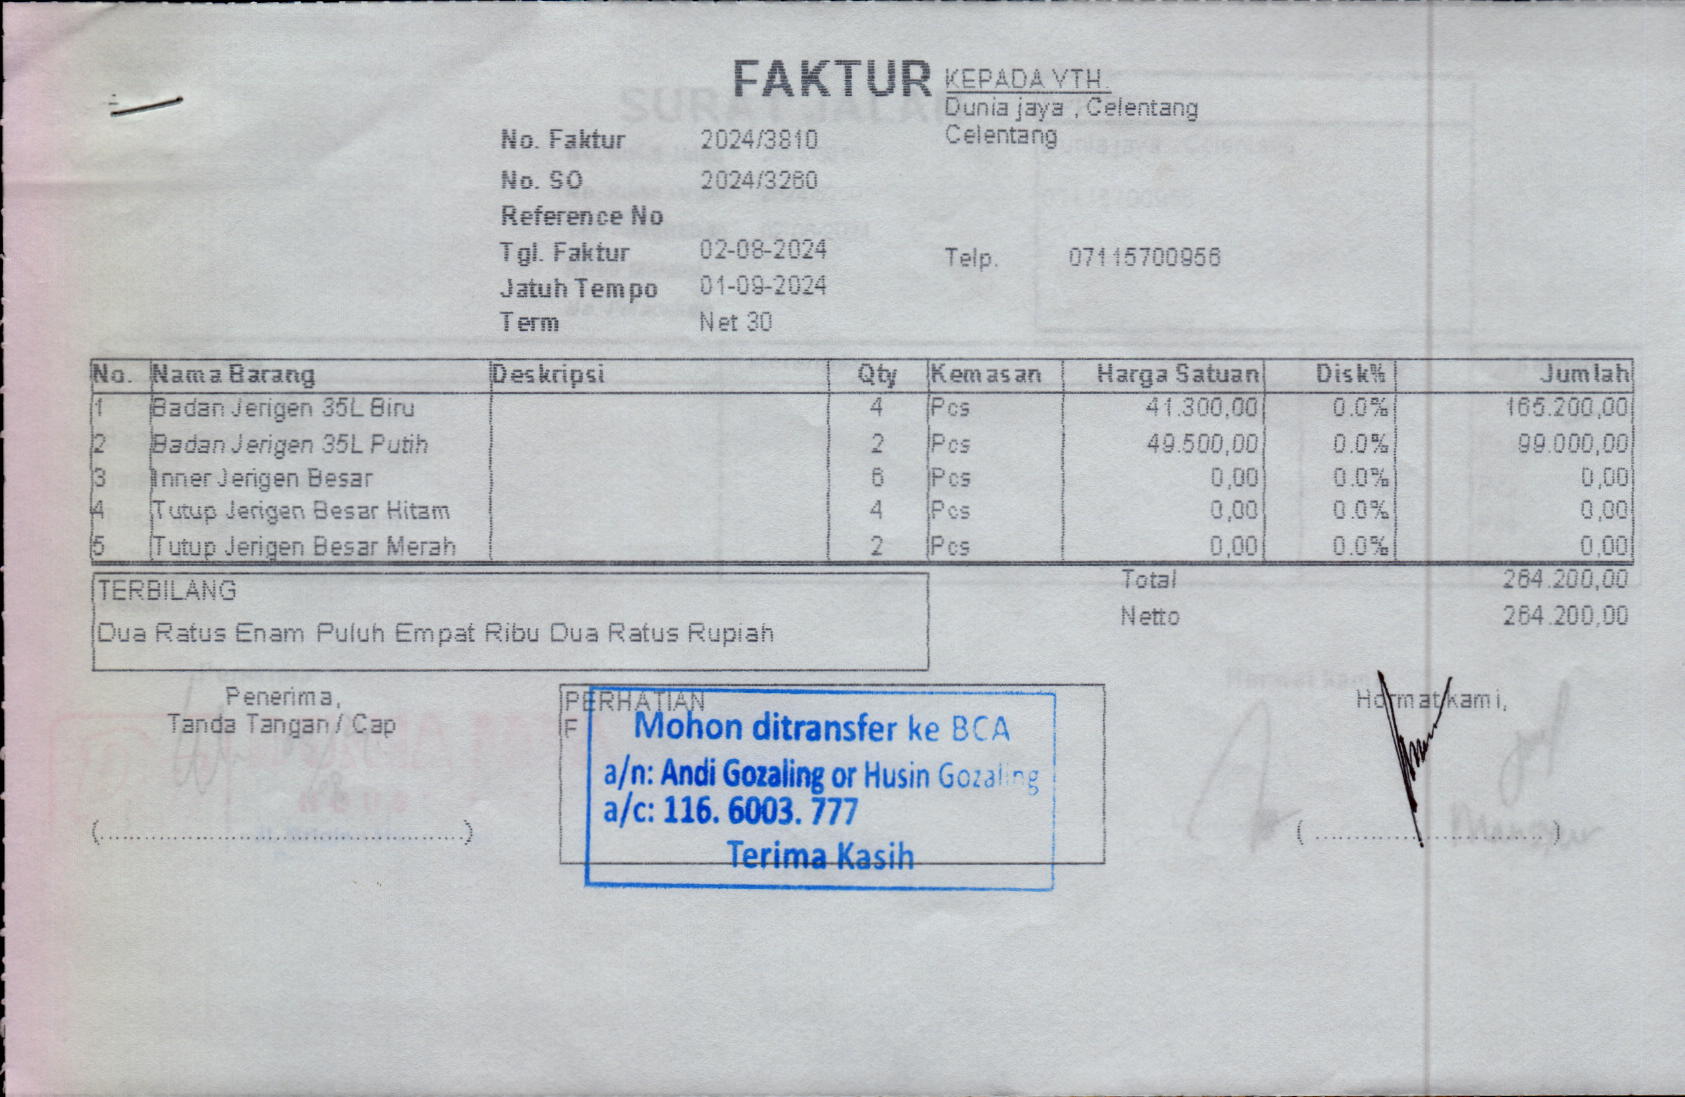 FAKTUR
KEPADA YTH.
Dunia jaya , Celentang
Celentang
No. Faktur 2024/3810
No. SO 2024/3260
Reference No
Tgl. Faktur 02-08-2024
Telp. 07115700956
Jatuh Tempo 01-09-2024
Term Net 30
No. Nama Barang Deskripsi Qty Kemasan Harga Satuan Disk% Jumlah
1 Badan Jerigen 35L Biru 4 Pcs 41.300,00 0.0% 165.200,00
2 Badan Jerigen 35L Putih 2 Pcs 49.500,00 0.0% 99.000,00
3 Inner Jerigen Besar 6 Pcs 0,00 0.0% 0,00
4 Tutup Jerigen Besar Hitam 4 Pcs 0,00 0.0% 0,00
5 Tutup Jerigen Besar Merah 2 Pcs 0,00 0.0% 0,00
Total 264.200,00
Netto 264.200,00
TERBILANG
Dua Ratus Enam Puluh Empat Ribu Dua Ratus Rupiah
Penerima,
Tanda Tangan / Cap
(............................................)
PERHATIAN
F
Mohon ditransfer ke BCA
a/n: Andi Gozaling or Husin Gozaling
a/c: 116. 6003. 777
Terima Kasih
Hormat kami,
(..............................)
SURAT JALAN